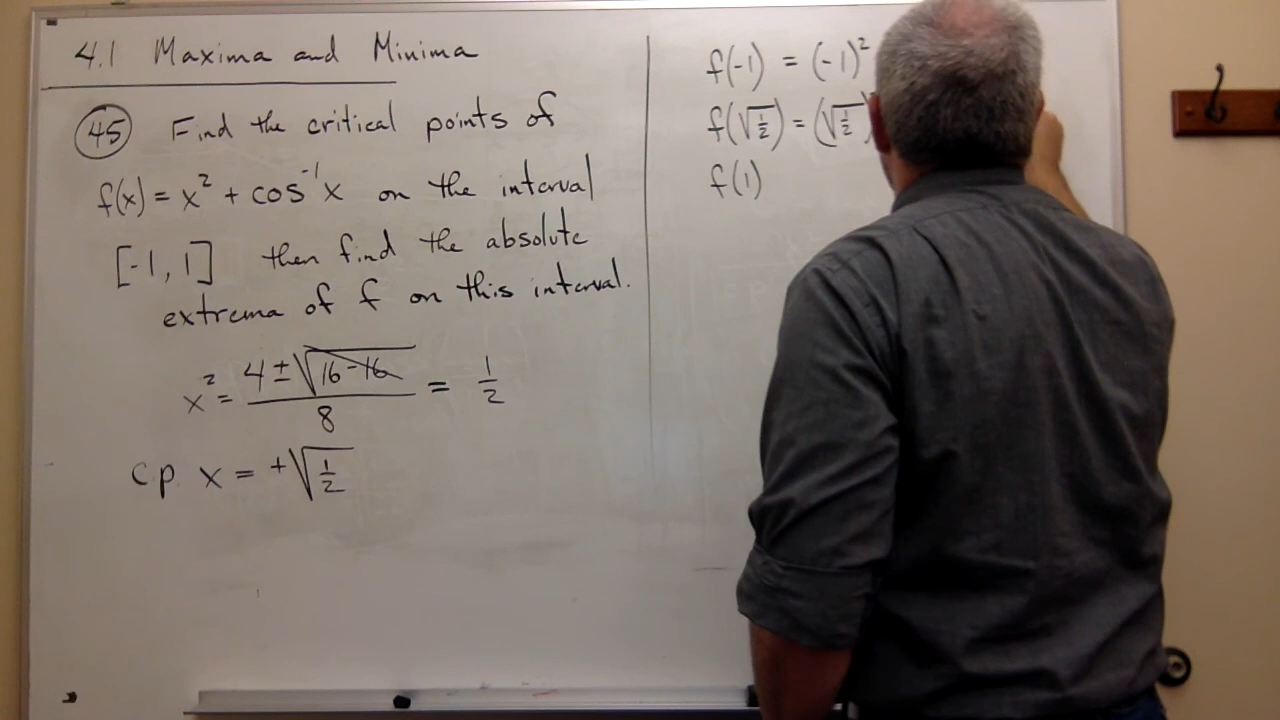 4.1 Maxima and Minima
45 Find the critical points of
f(x) = x² + cos⁻¹x on the interval
[-1, 1] then find the absolute
extrema of f on this interval.
x² = (4 ± √(16-16))/8 = 1/2
c.p. x = +√(1/2)
f(-1) = (-1)²
f(√(1/2)) = (√(1/2))
f(1)